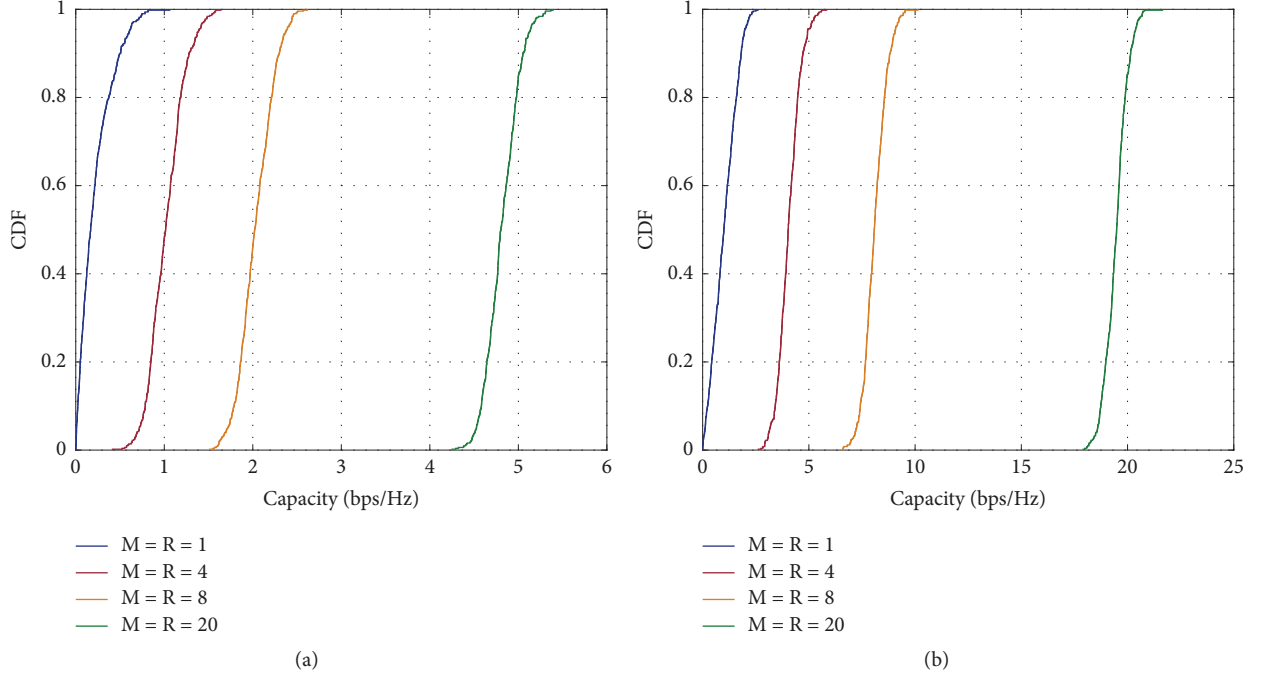 1
0.8
0.6
0.4
0.2
0
CDF
0 1 2 3 4 5 6
Capacity (bps/Hz)
M = R = 1
M = R = 4
M = R = 8
M = R = 20
(a)
1
0.8
0.6
0.4
0.2
0
CDF
0 5 10 15 20 25
Capacity (bps/Hz)
M = R = 1
M = R = 4
M = R = 8
M = R = 20
(b)